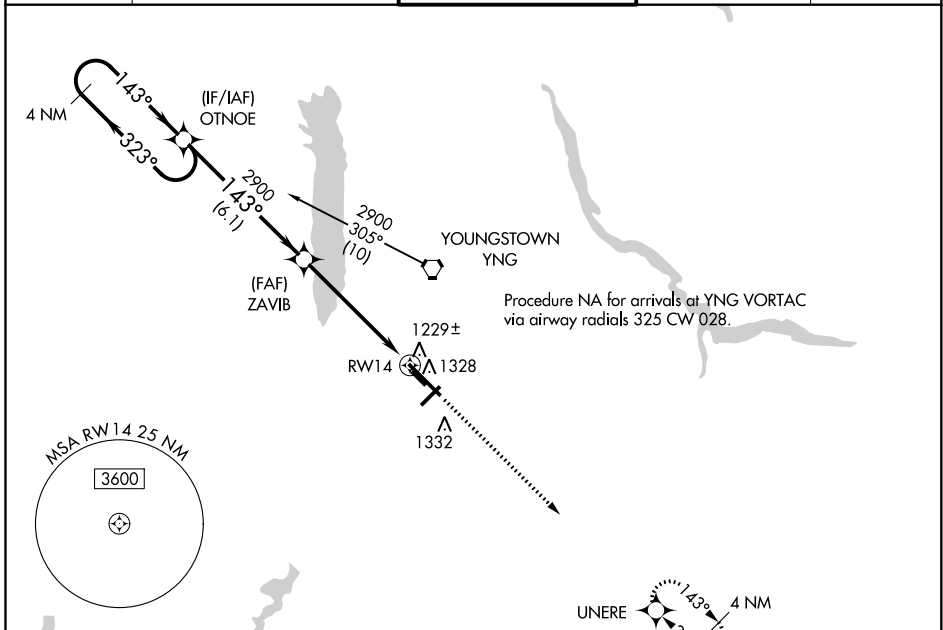 143°
4 NM
323°
(IF/IAF)
OTNOE
2900
143°
(6.1)
2900
305°
(10)
YOUNGSTOWN
YNG
(FAF)
ZAVIB
Procedure NA for arrivals at YNG VORTAC
via airway radials 325 CW 028.
1229±
RW14
1328
1332
MSA RW14 25 NM
3600
UNERE
143°
4 NM